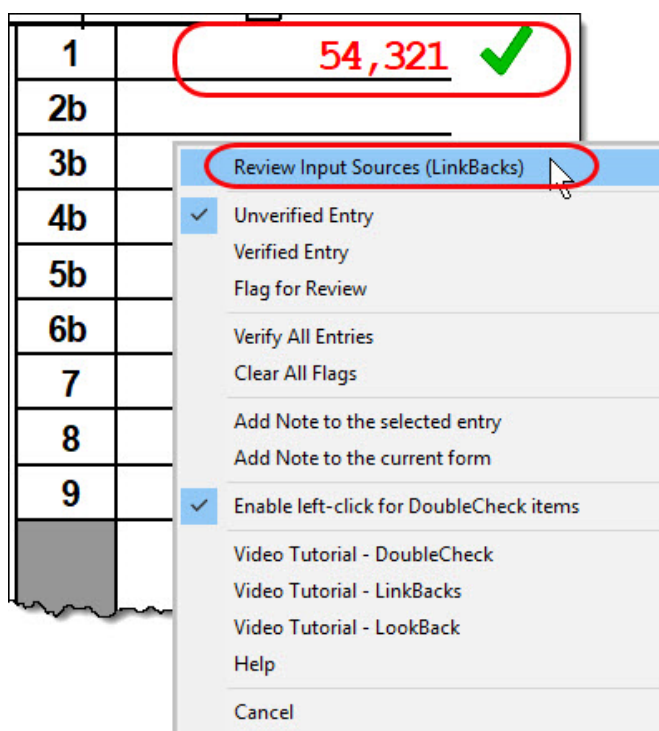 1 54,321
2b
3b
4b
5b
6b
7
8
9
Review Input Sources (LinkBacks)
Unverified Entry
Verified Entry
Flag for Review
Verify All Entries
Clear All Flags
Add Note to the selected entry
Add Note to the current form
Enable left-click for DoubleCheck items
Video Tutorial - DoubleCheck
Video Tutorial - LinkBacks
Video Tutorial - LookBack
Help
Cancel